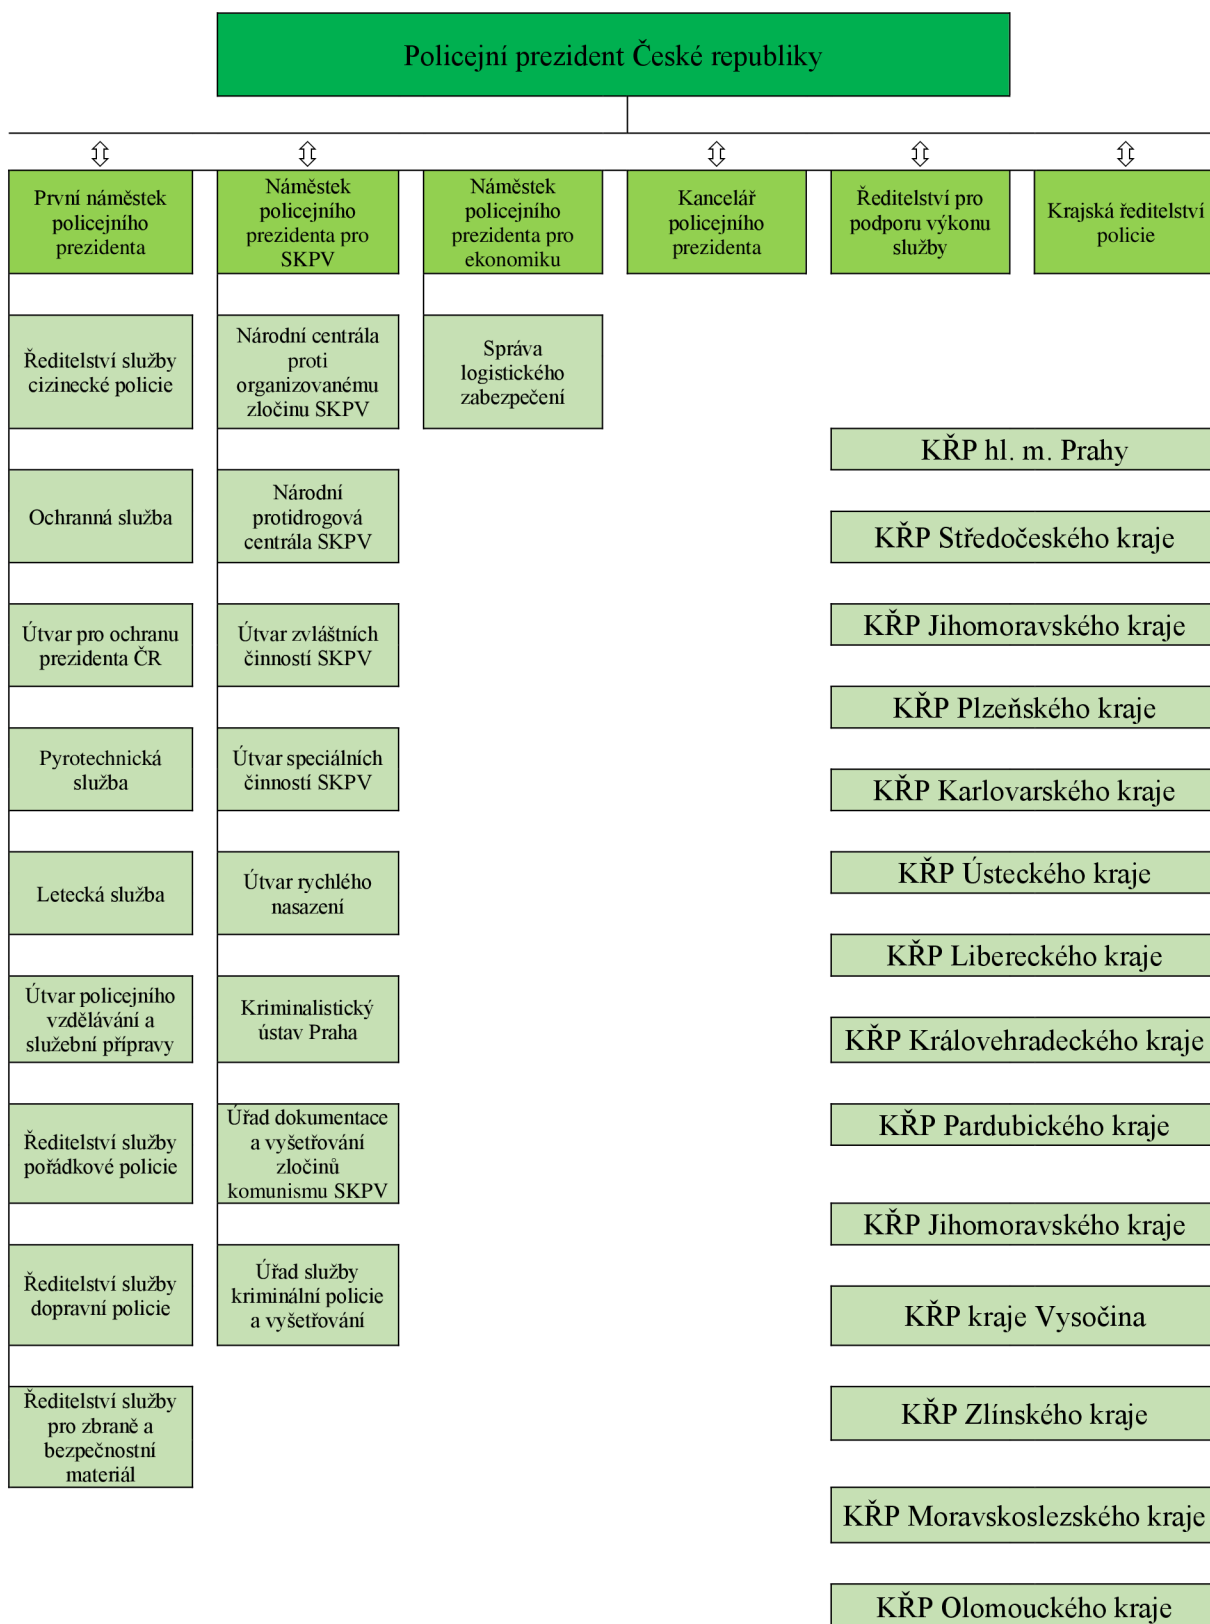 Policejní prezident České republiky
První náměstek
policejního
prezidenta
Náměstek
policejního
prezidenta pro
SKPV
Náměstek
policejního
prezidenta pro
ekonomiku
Kancelář
policejního
prezidenta
Ředitelství pro
podporu výkonu
služby
Krajská ředitelství
policie
Ředitelství služby
cizinecké policie
Ochranná služba
Útvar pro ochranu
prezidenta ČR
Pyrotechnická
služba
Letecká služba
Útvar policejního
vzdělávání a
služební přípravy
Ředitelství služby
pořádkové policie
Ředitelství služby
dopravní policie
Ředitelství služby
pro zbraně a
bezpečnostní
materiál
Národní centrála
proti
organizovanému
zločinu SKPV
Národní
protidrogová
centrála SKPV
Útvar zvláštních
činností SKPV
Útvar speciálních
činností SKPV
Útvar rychlého
nasazení
Kriminalistický
ústav Praha
Úřad dokumentace
a vyšetřování
zločinů
komunismu SKPV
Úřad služby
kriminální policie
a vyšetřování
Správa
logistického
zabezpečení
KŘP hl. m. Prahy
KŘP Středočeského kraje
KŘP Jihomoravského kraje
KŘP Plzeňského kraje
KŘP Karlovarského kraje
KŘP Ústeckého kraje
KŘP Libereckého kraje
KŘP Královehradeckého kraje
KŘP Pardubického kraje
KŘP Jihomoravského kraje
KŘP kraje Vysočina
KŘP Zlínského kraje
KŘP Moravskoslezského kraje
KŘP Olomouckého kraje